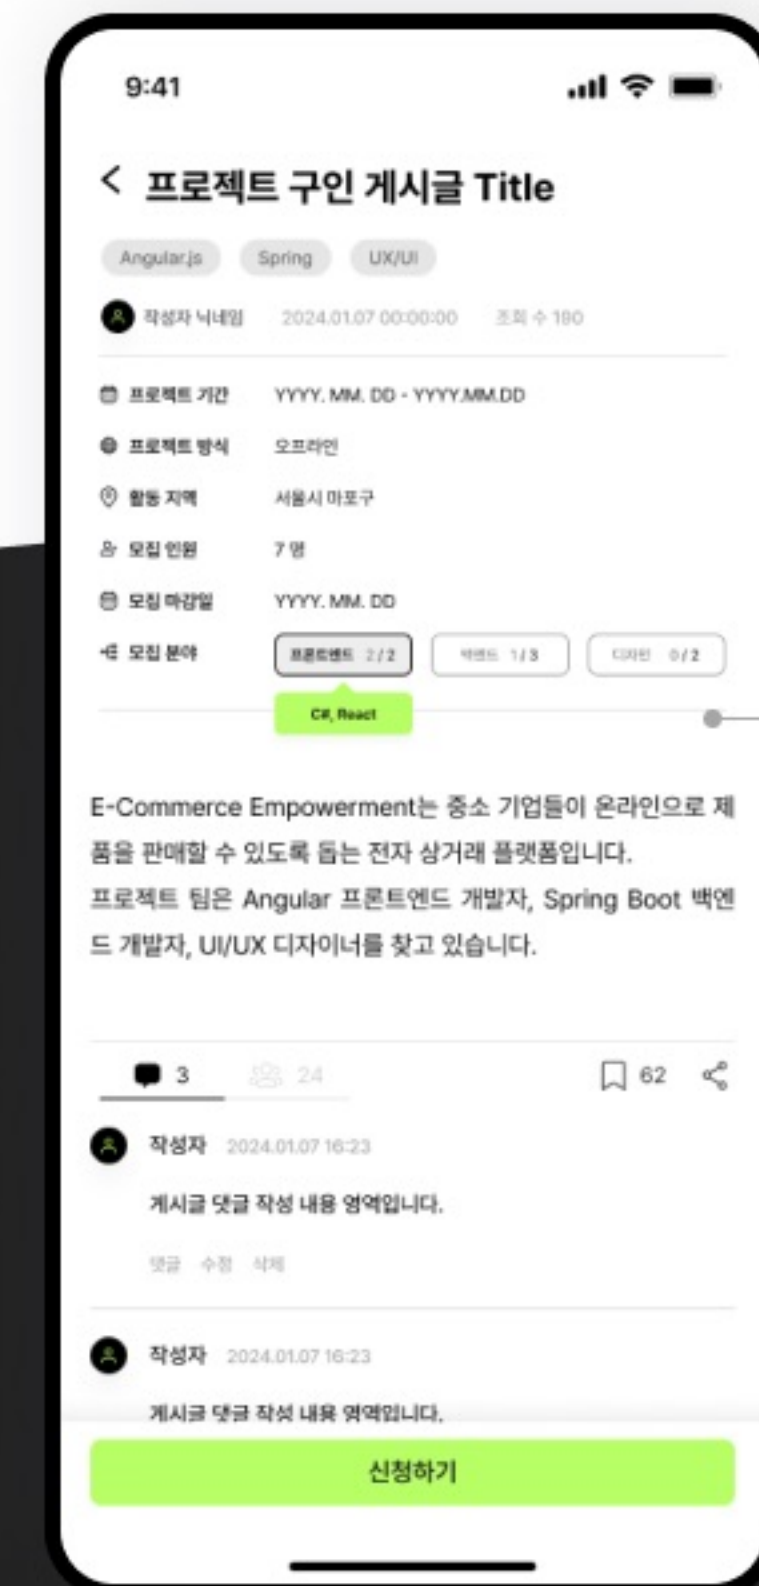 9:41
프로젝트 구인 게시글 Title
Angular.js Spring UX/UI
작성자 닉네임 2024.01.07 00:00:00 조회 수 190
프로젝트 기간 YYYY. MM. DD - YYYY.MM.DD
프로젝트 방식 오프라인
활동 지역 서울시 마포구
모집 인원 7 명
모집 마감일 YYYY. MM. DD
모집 분야 프론트엔드 2 / 2 백엔드 1 / 3 디자인 0 / 2
C#, React
E-Commerce Empowerment는 중소 기업들이 온라인으로 제
품을 판매할 수 있도록 돕는 전자 상거래 플랫폼입니다.
프로젝트 팀은 Angular 프론트엔드 개발자, Spring Boot 백엔
드 개발자, UI/UX 디자이너를 찾고 있습니다.
3 24 62
작성자 2024.01.07 16:23
게시글 댓글 작성 내용 영역입니다.
댓글 수정 삭제
작성자 2024.01.07 16:23
게시글 댓글 작성 내용 영역입니다.
신청하기